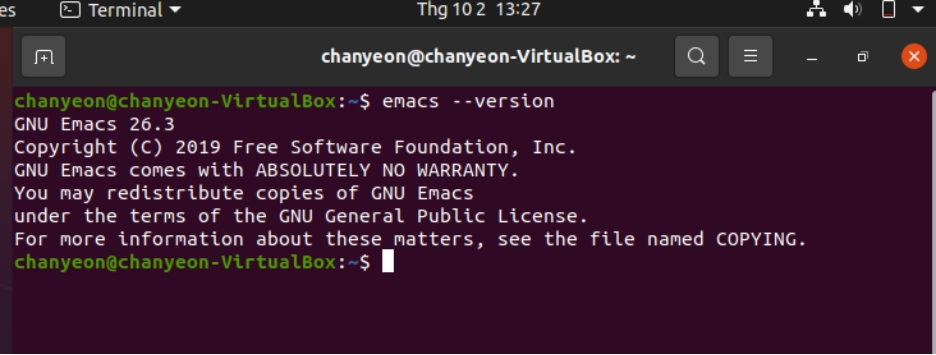 es Terminal Thg 10 2 13:27
chanyeon@chanyeon-VirtualBox: ~
chanyeon@chanyeon-VirtualBox:~$ emacs --version
GNU Emacs 26.3
Copyright (C) 2019 Free Software Foundation, Inc.
GNU Emacs comes with ABSOLUTELY NO WARRANTY.
You may redistribute copies of GNU Emacs
under the terms of the GNU General Public License.
For more information about these matters, see the file named COPYING.
chanyeon@chanyeon-VirtualBox:~$